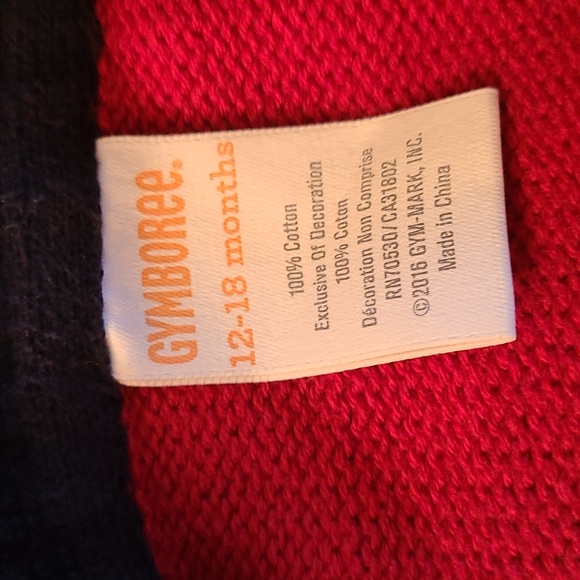 GYMBOREE.
12-18 months
100% Cotton
Exclusive Of Decoration
100% Coton
Décoration Non Comprise
RN70530/CA31802
©2016 GYM-MARK, INC.
Made in China